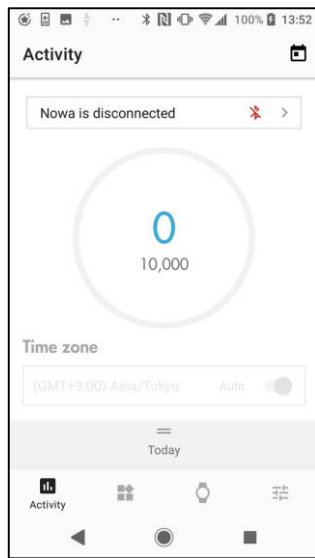 100% 13:52
Activity
Nowa is disconnected
0
10,000
Time zone
(GMT+9:00) Asia/Tokyo Auto.
Today
Activity